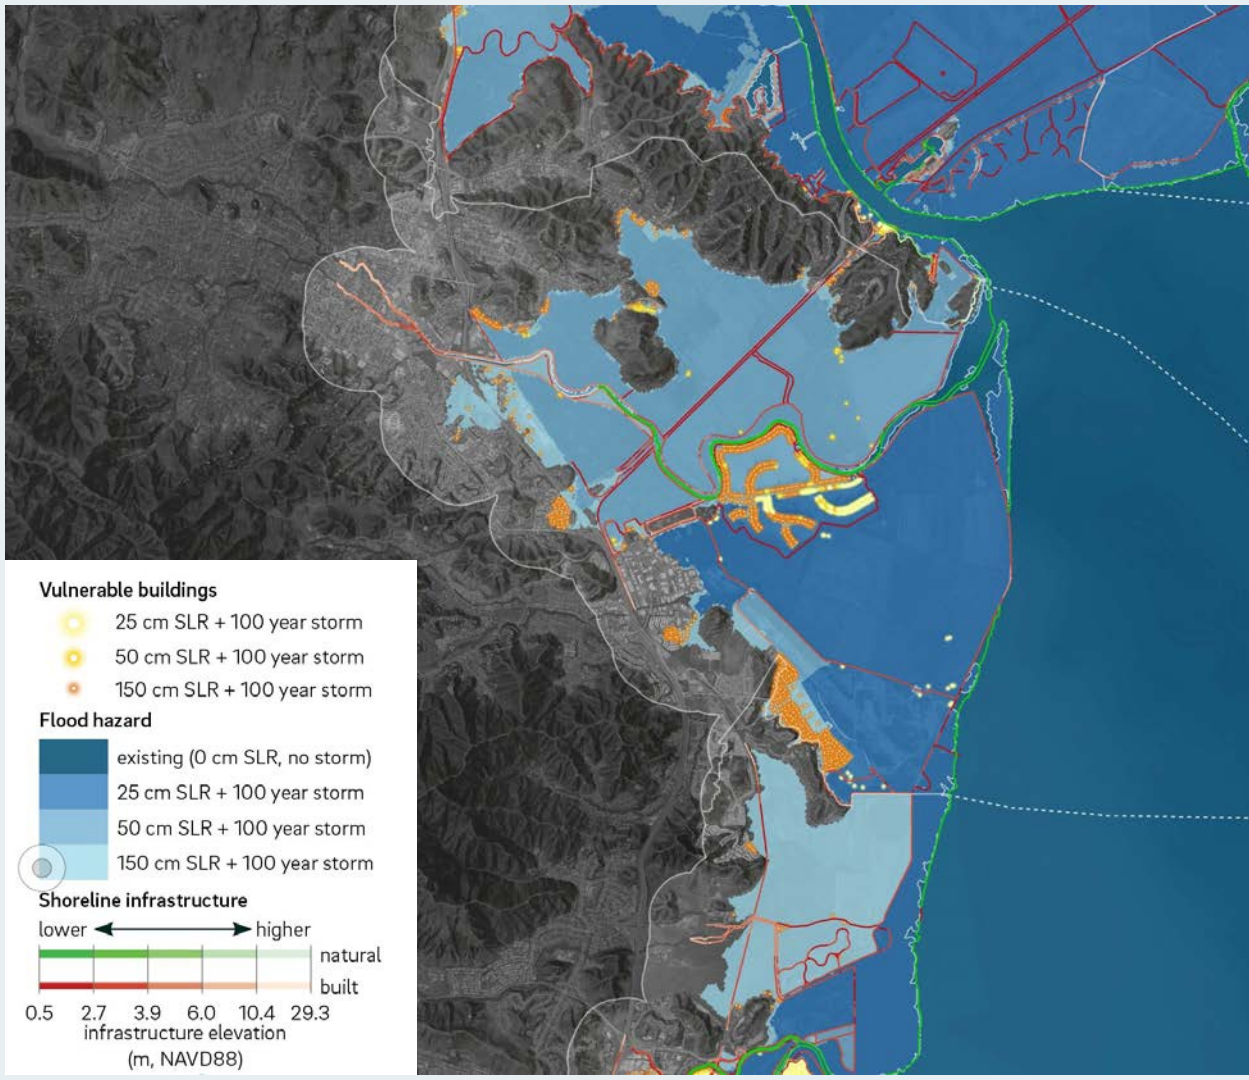 Vulnerable buildings
25 cm SLR + 100 year storm
50 cm SLR + 100 year storm
150 cm SLR + 100 year storm
Flood hazard
existing (0 cm SLR, no storm)
25 cm SLR + 100 year storm
50 cm SLR + 100 year storm
150 cm SLR + 100 year storm
Shoreline infrastructure
lower higher
natural
built
0.5 2.7 3.9 6.0 10.4 29.3
infrastructure elevation
(m, NAVD88)